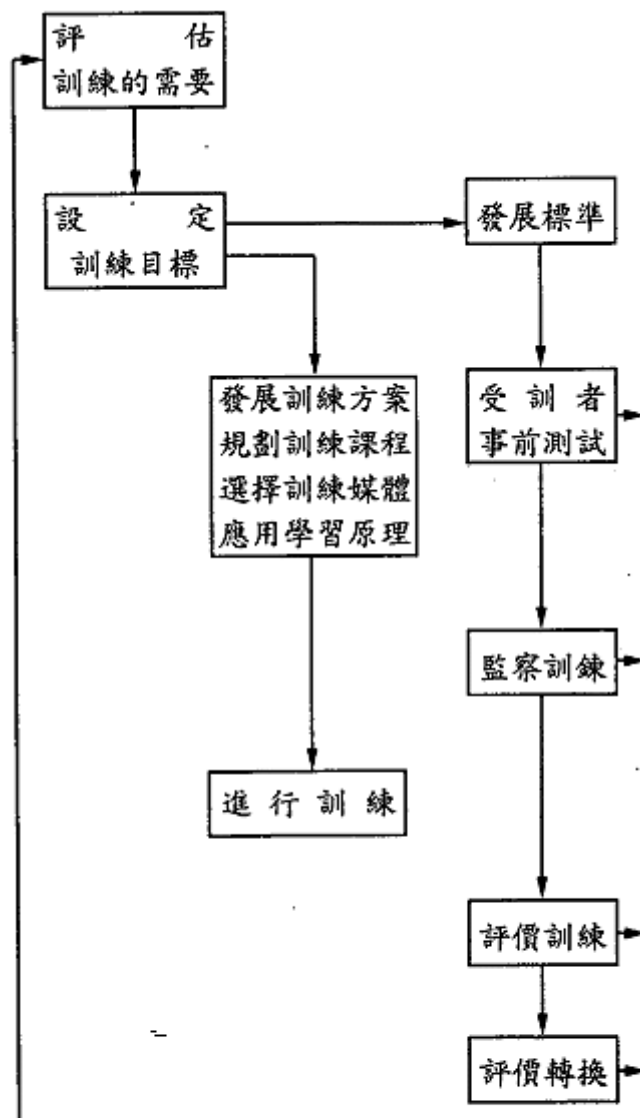 評估
訓練的需要
設定
訓練目標
發展標準
發展訓練方案
規劃訓練課程
選擇訓練媒體
應用學習原理
受訓者
事前測試
監察訓鍊
進行訓練
評價訓練
評價轉換